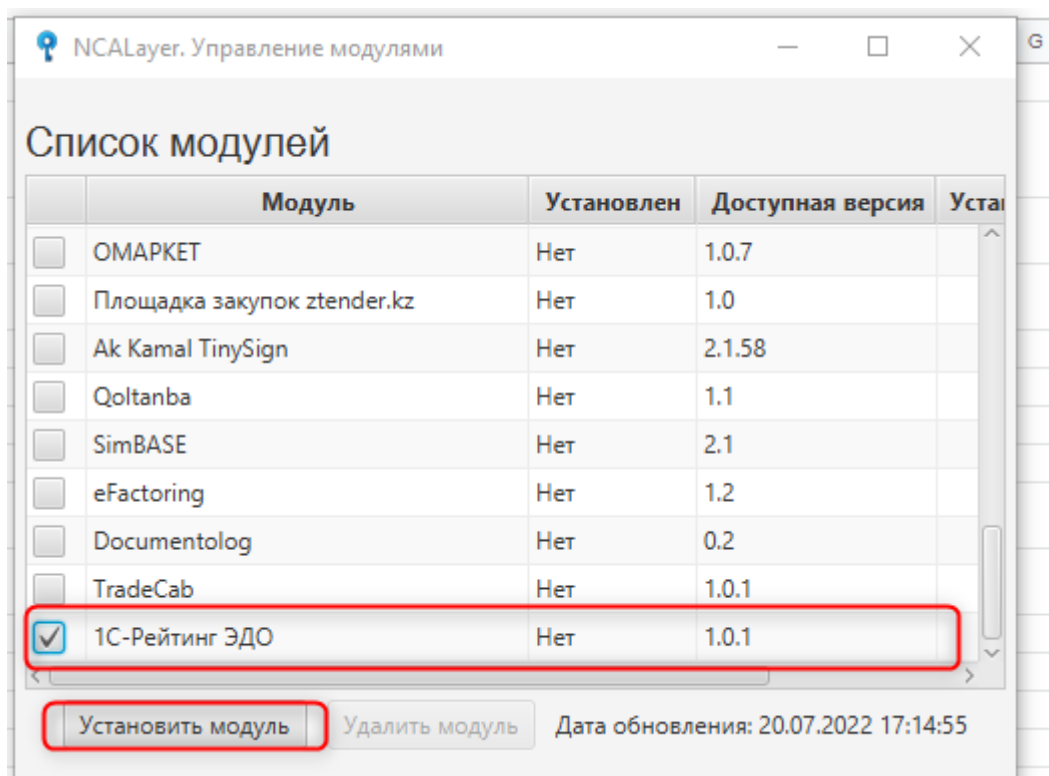 NCALayer. Управление модулями
G
Список модулей
Модуль Установлен Доступная версия Уста
ОМАРКЕТ Нет 1.0.7
Площадка закупок ztender.kz Нет 1.0
Ak Kamal TinySign Нет 2.1.58
Qoltanba Нет 1.1
SimBASE Нет 2.1
eFactoring Нет 1.2
Documentolog Нет 0.2
TradeCab Нет 1.0.1
1С-Рейтинг ЭДО Нет 1.0.1
Установить модуль Удалить модуль Дата обновления: 20.07.2022 17:14:55